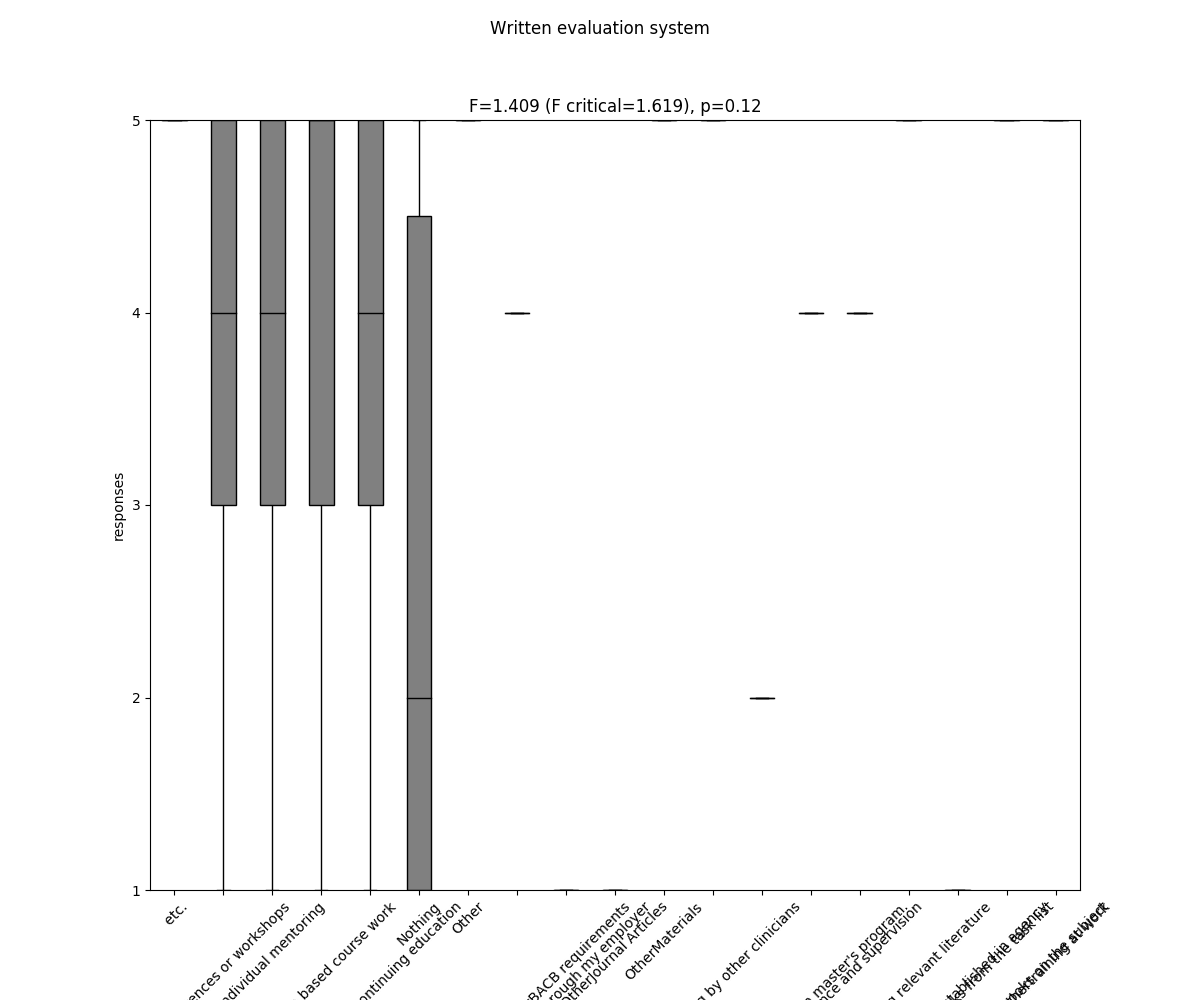 Written evaluation system
F=1.409 (F critical=1.619), p=0.12
5
4
3
2
1
responses
etc.
ences or workshops
ndividual mentoring
based course work
ontinuing education
Nothing
Other
BACB requirements
rough my employer
Journal Articles
OtherMaterials
by other clinicians
master's program.
ce and supervision
relevant literature